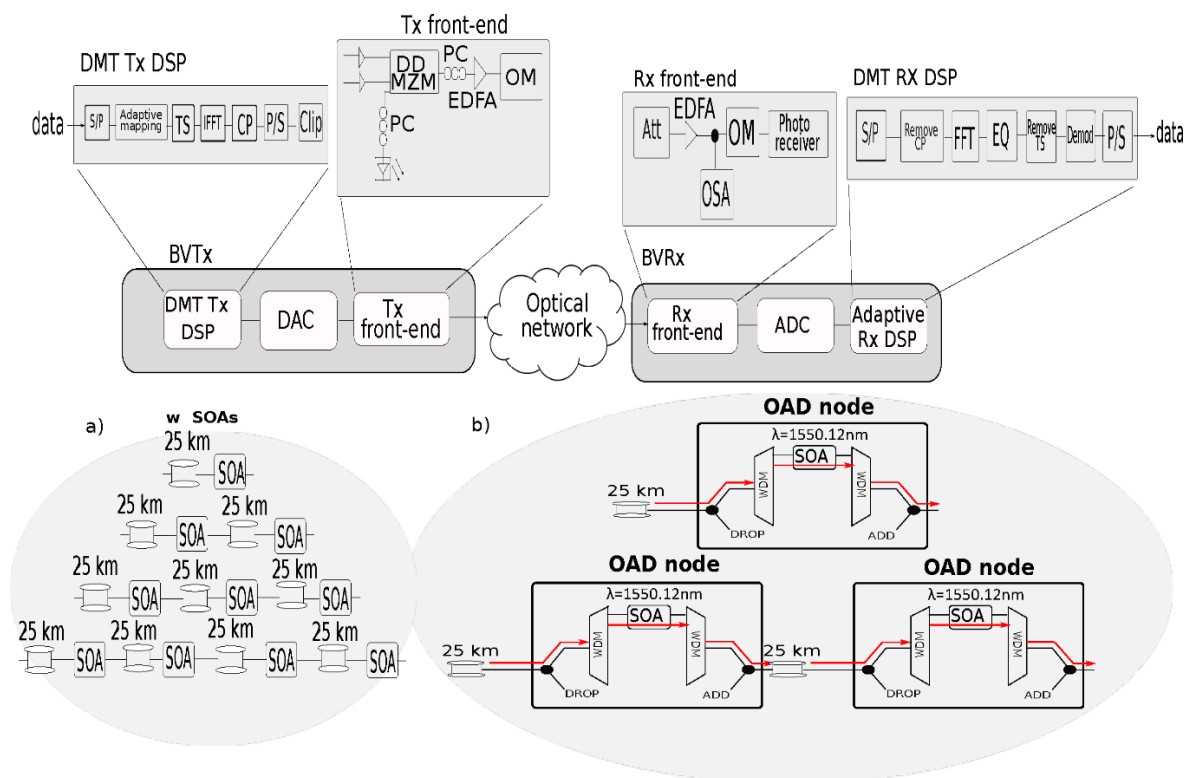 Tx front-end
DMT Tx DSP
data
S/P
Adaptive
mapping
TS
IFFT
CP
P/S
Clip
DD
MZM
PC
EDFA
OM
PC
Rx front-end
Att
EDFA
OM
Photo
receiver
OSA
DMT RX DSP
S/P
Remove
CP
FFT
EQ
Remove
TS
Demod
P/S
data
BVTx
DMT Tx
DSP
DAC
Tx
front-end
Optical
network
BVRx
Rx
front-end
ADC
Adaptive
Rx DSP
a)
w SOAs
25 km
SOA
25 km
SOA
25 km
SOA
25 km
SOA
25 km
SOA
25 km
SOA
25 km
SOA
25 km
SOA
25 km
SOA
25 km
SOA
b)
OAD node
λ=1550.12nm
SOA
WDM
WDM
25 km
DROP
ADD
OAD node
λ=1550.12nm
SOA
WDM
WDM
25 km
DROP
ADD
OAD node
λ=1550.12nm
SOA
WDM
WDM
25 km
DROP
ADD